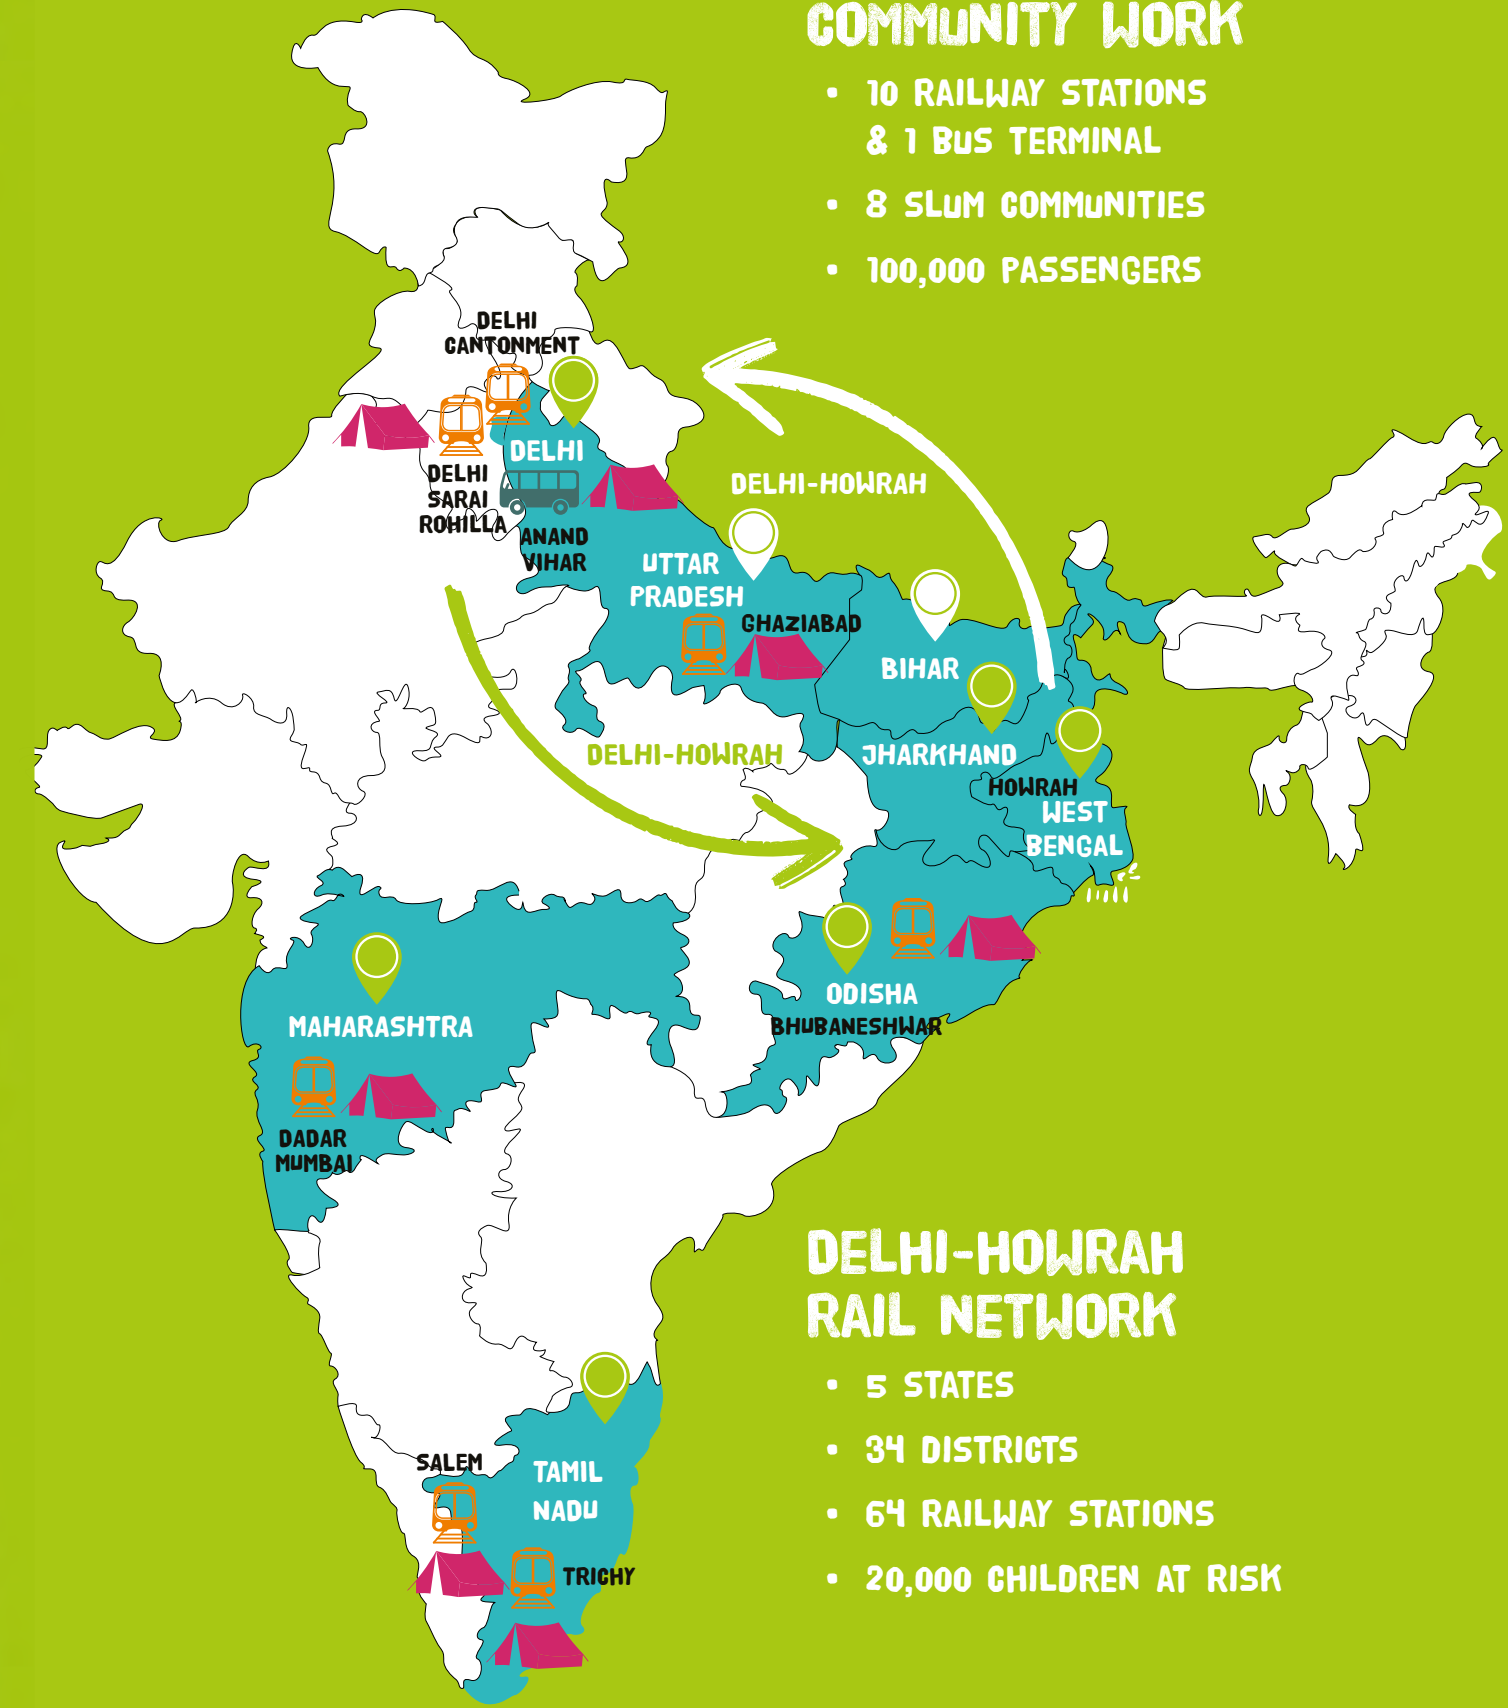 COMMUNITY WORK
• 10 RAILWAY STATIONS
& 1 BUS TERMINAL
• 8 SLUM COMMUNITIES
• 100,000 PASSENGERS
DELHI
CANTONMENT
DELHI
DELHI
SARAI
ROHILLA
ANAND
VIHAR
DELHI-HOWRAH
UTTAR
PRADESH
GHAZIABAD
BIHAR
DELHI-HOWRAH
JHARKHAND
HOWRAH
WEST
BENGAL
ODISHA
BHUBANESHWAR
MAHARASHTRA
DADAR
MUMBAI
DELHI-HOWRAH
RAIL NETWORK
• 5 STATES
• 34 DISTRICTS
• 64 RAILWAY STATIONS
• 20,000 CHILDREN AT RISK
SALEM
TAMIL
NADU
TRICHY